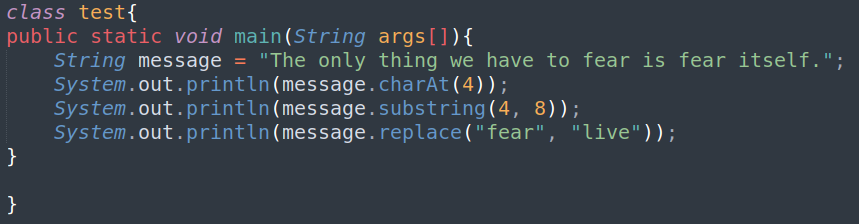 class test{
public static void main(String args[]){
    String message = "The only thing we have to fear is fear itself.";
    System.out.println(message.charAt(4));
    System.out.println(message.substring(4, 8));
    System.out.println(message.replace("fear", "live"));
}
}